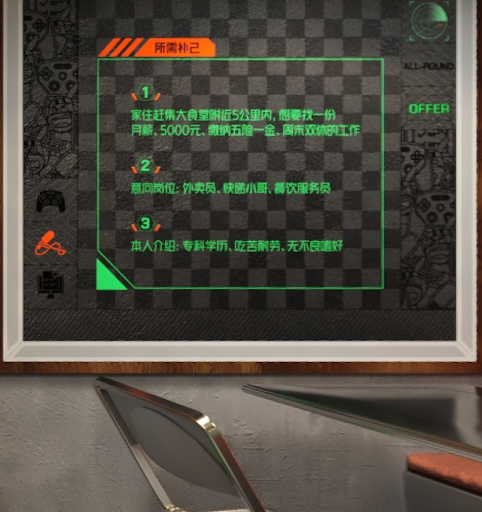 所需补己
ALL-ROUND
OFFER
1
家住赶集大食堂附近5公里内, 想要找一份
月薪、5000元、缴纳五险一金、周末双休的工作
2
意向岗位: 外卖员、快递小哥、餐饮服务员
3
本人介绍: 专科学历、吃苦耐劳、无不良嗜好